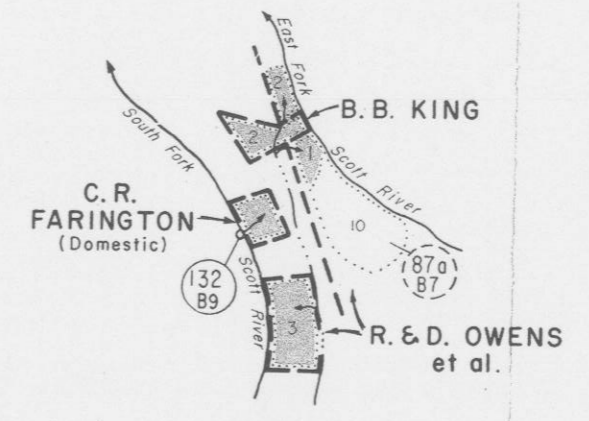 East Fork
Scott River
South Fork
Scott River
B. B. KING
C. R.
FARINGTON
(Domestic)
R. & D. OWENS
et al.
132
B9
87a
B7
2
2
1
10
3